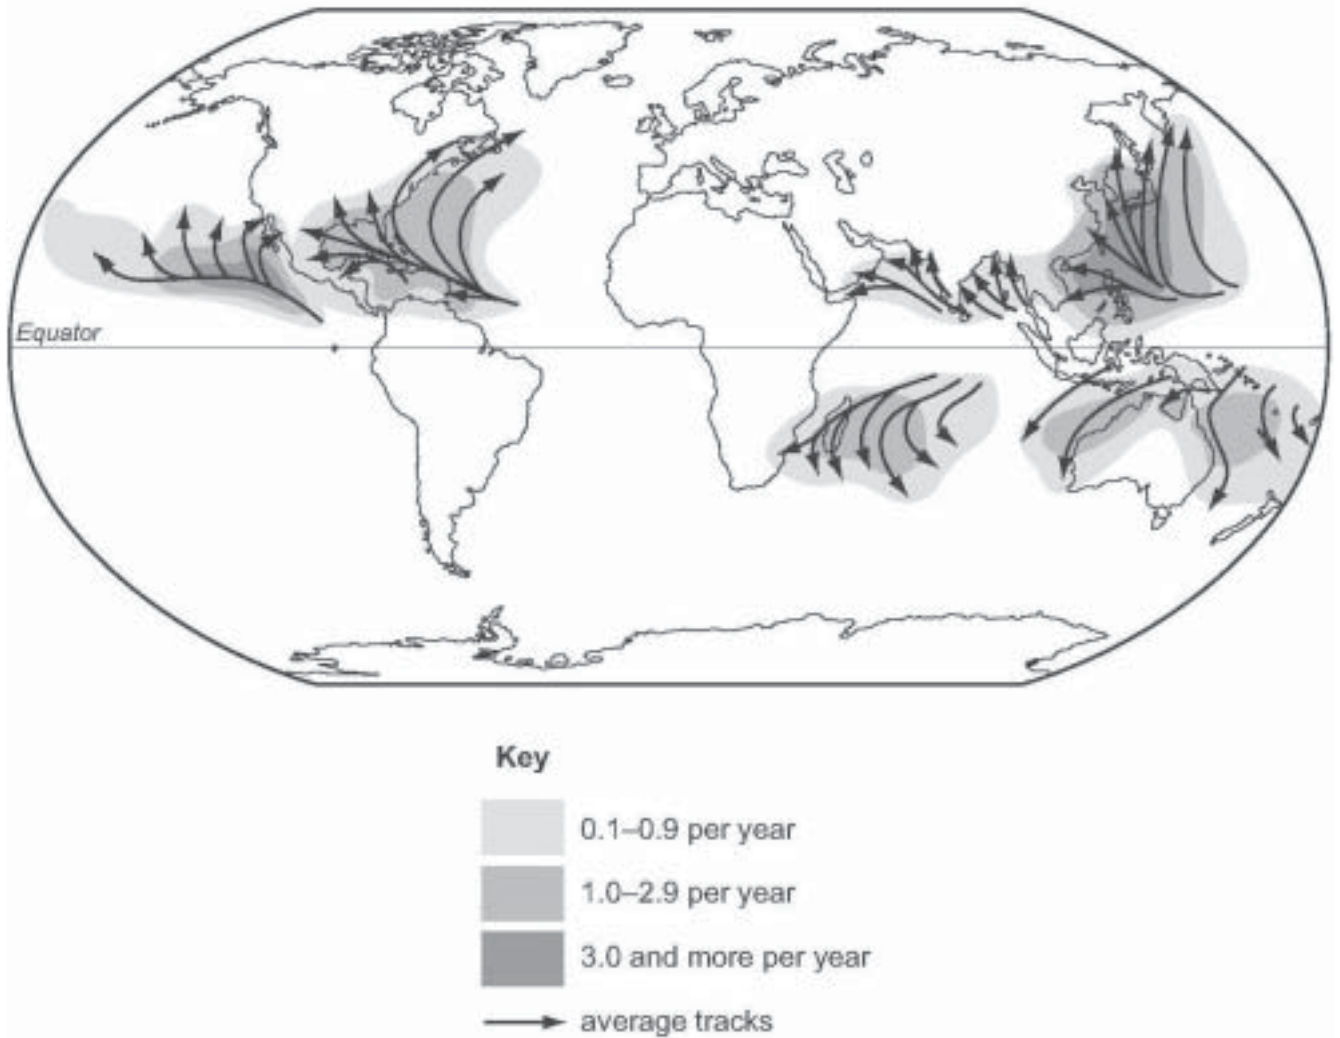 Equator
Key
0.1–0.9 per year
1.0–2.9 per year
3.0 and more per year
average tracks